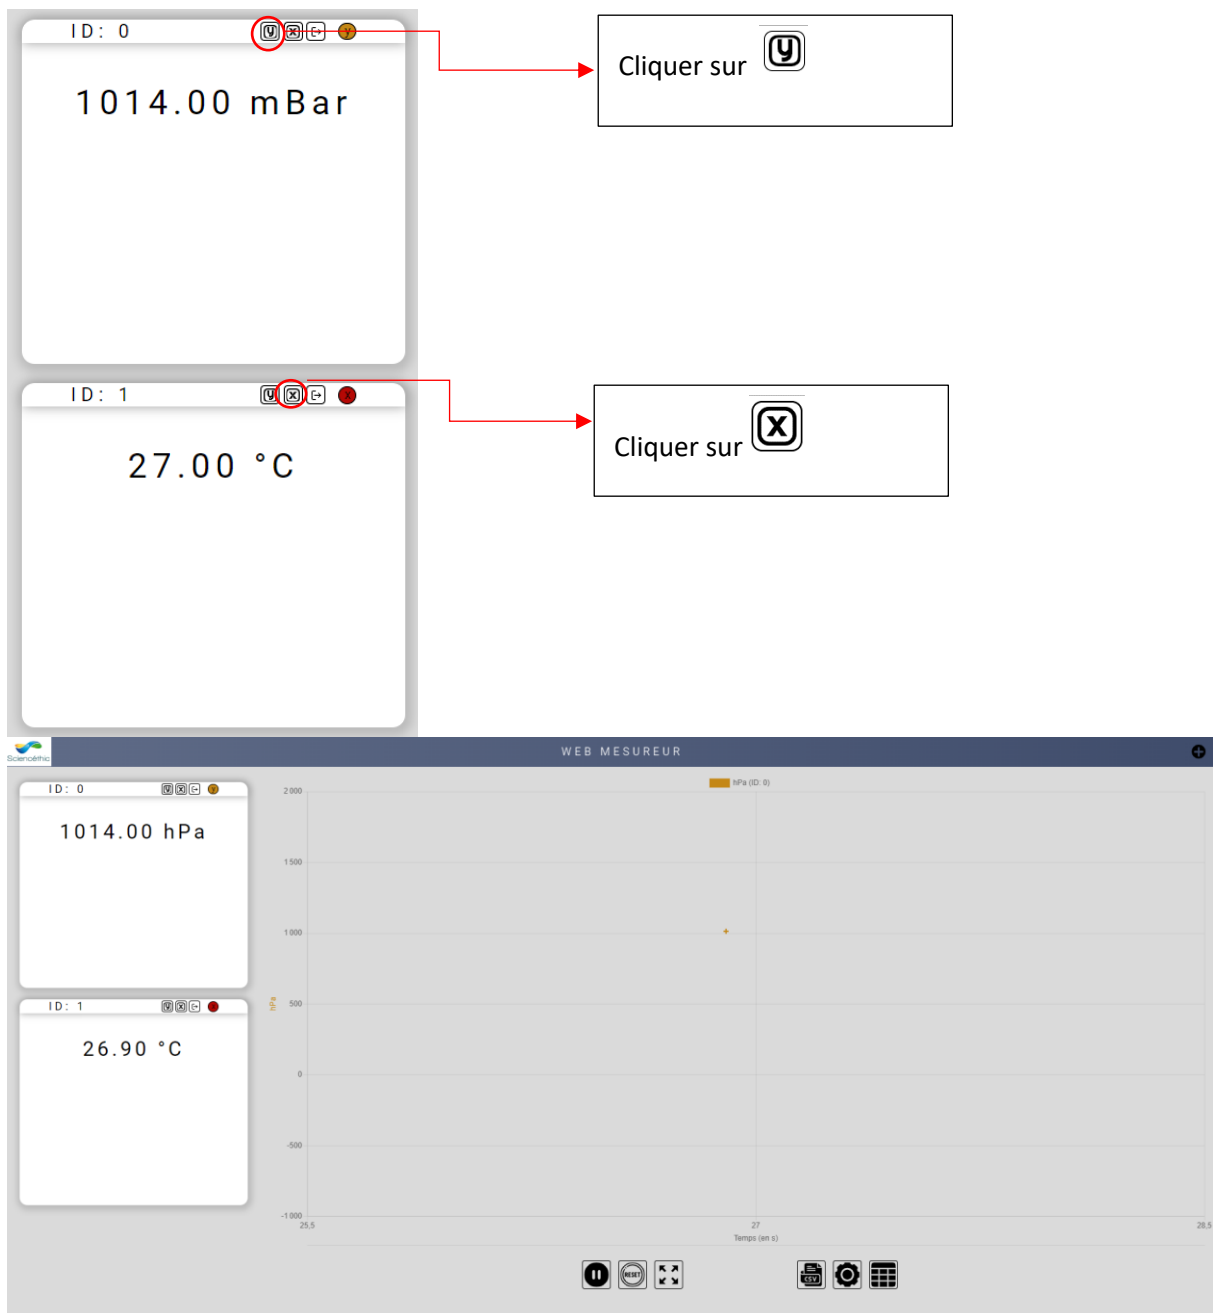 ID: 0
y x y
Cliquer sur y
1014.00 mBar
ID: 1
y x x
27.00 °C
Cliquer sur x
Sciencéthic
WEB MESUREUR
ID: 0
y x y
1014.00 hPa
hPa (ID: 0)
2 000
1 500
1 000
500
0
-500
-1 000
hPa
25,5
27
28,5
Temps (en s)
ID: 1
y x x
26.90 °C
RESET
CSV